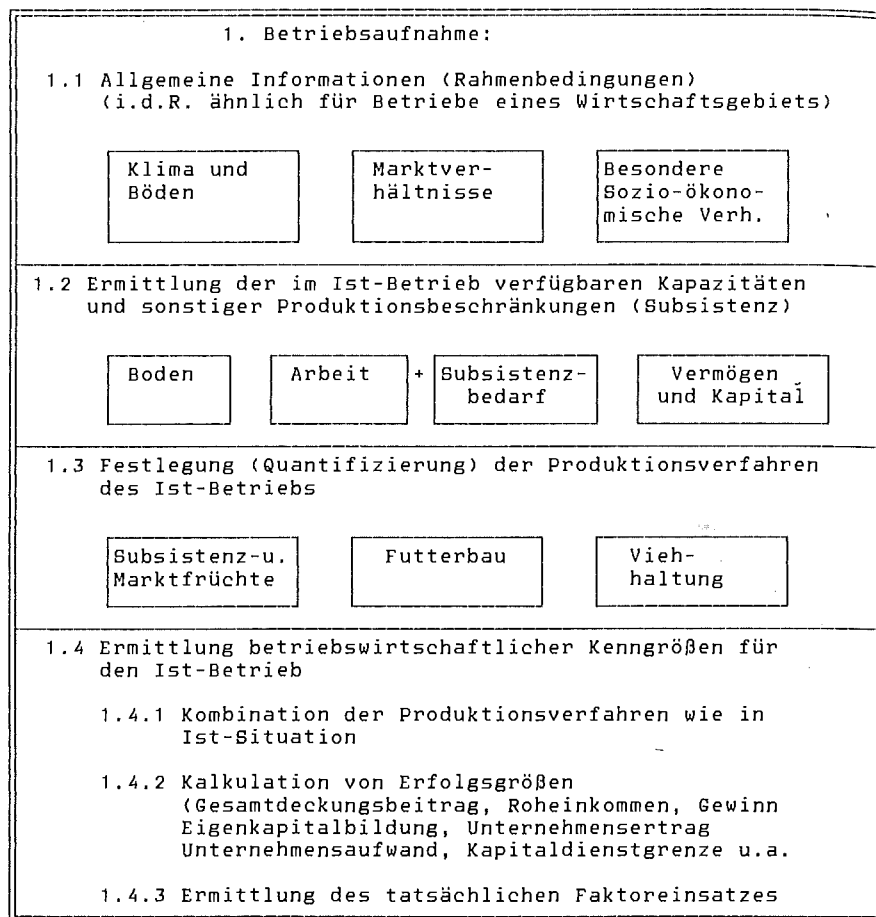 1. Betriebsaufnahme:
1.1 Allgemeine Informationen (Rahmenbedingungen)
(i.d.R. ähnlich für Betriebe eines Wirtschaftsgebiets)
Klima und
Böden
Marktver-
hältnisse
Besondere
Sozio-ökono-
mische Verh.
1.2 Ermittlung der im Ist-Betrieb verfügbaren Kapazitäten
und sonstiger Produktionsbeschränkungen (Subsistenz)
Boden
Arbeit
+
Subsistenz-
bedarf
Vermögen
und Kapital
1.3 Festlegung (Quantifizierung) der Produktionsverfahren
des Ist-Betriebs
Subsistenz-u.
Marktfrüchte
Futterbau
Vieh-
haltung
1.4 Ermittlung betriebswirtschaftlicher Kenngrößen für
den Ist-Betrieb
1.4.1 Kombination der Produktionsverfahren wie in
Ist-Situation
1.4.2 Kalkulation von Erfolgsgrößen
(Gesamtdeckungsbeitrag, Roheinkommen, Gewinn
Eigenkapitalbildung, Unternehmensertrag
Unternehmensaufwand, Kapitaldienstgrenze u.a.
1.4.3 Ermittlung des tatsächlichen Faktoreinsatzes